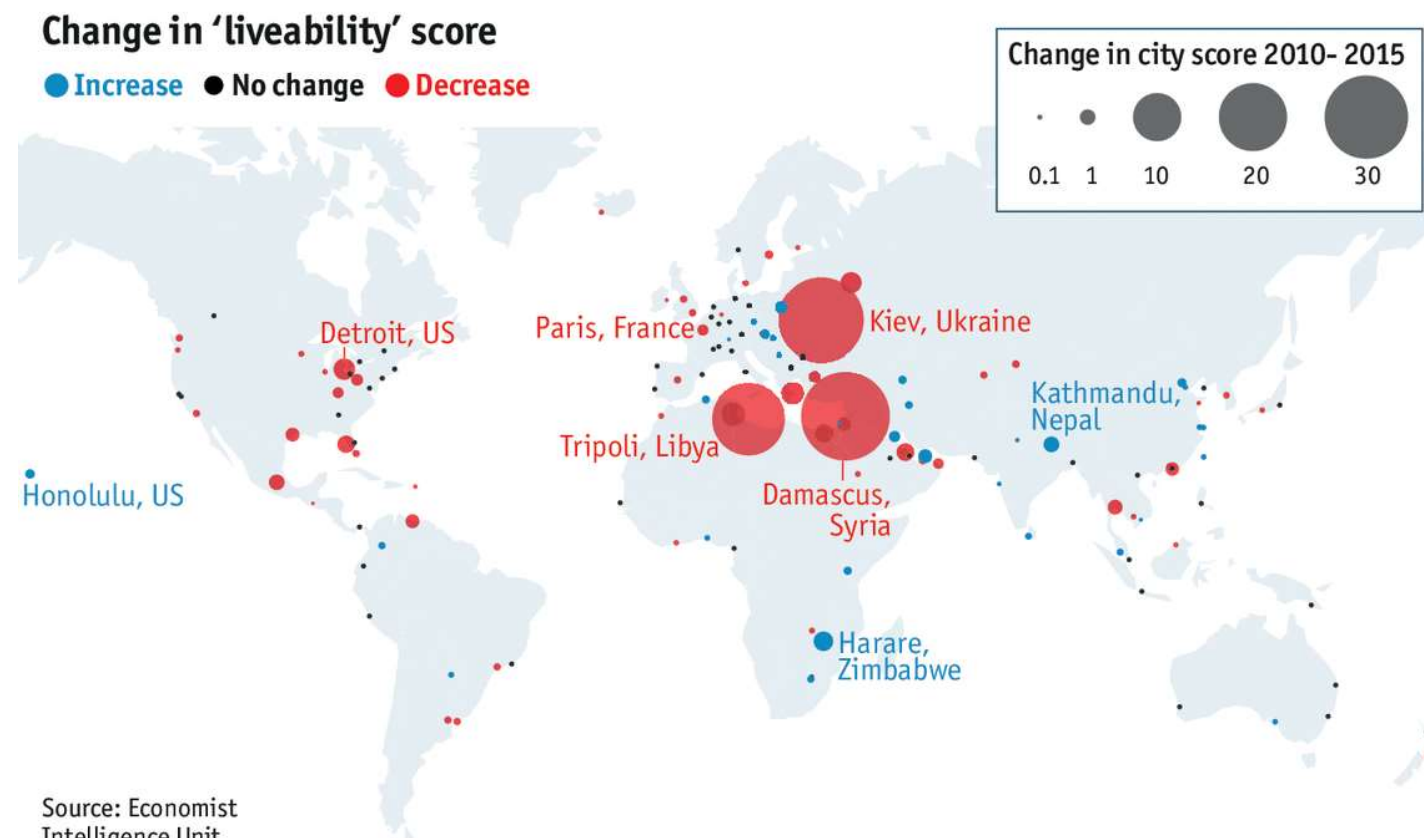 Change in ‘liveability’ score
Increase No change Decrease
Change in city score 2010- 2015
0.1 1 10 20 30
Detroit, US
Paris, France
Kiev, Ukraine
Kathmandu,
Nepal
Tripoli, Libya
Honolulu, US
Damascus,
Syria
Harare,
Zimbabwe
Source: Economist
Intelligence Unit